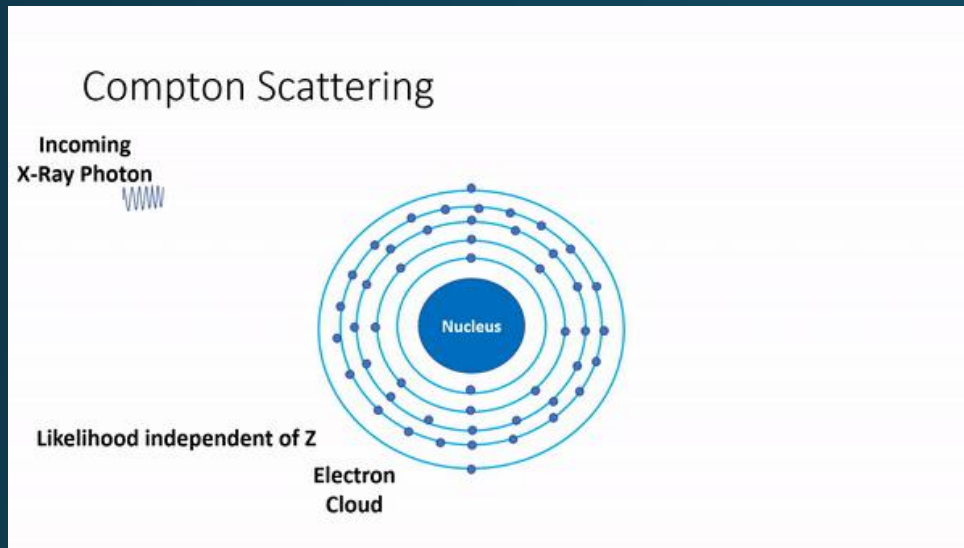 Compton Scattering
Incoming
X-Ray Photon
Nucleus
Likelihood independent of Z
Electron
Cloud